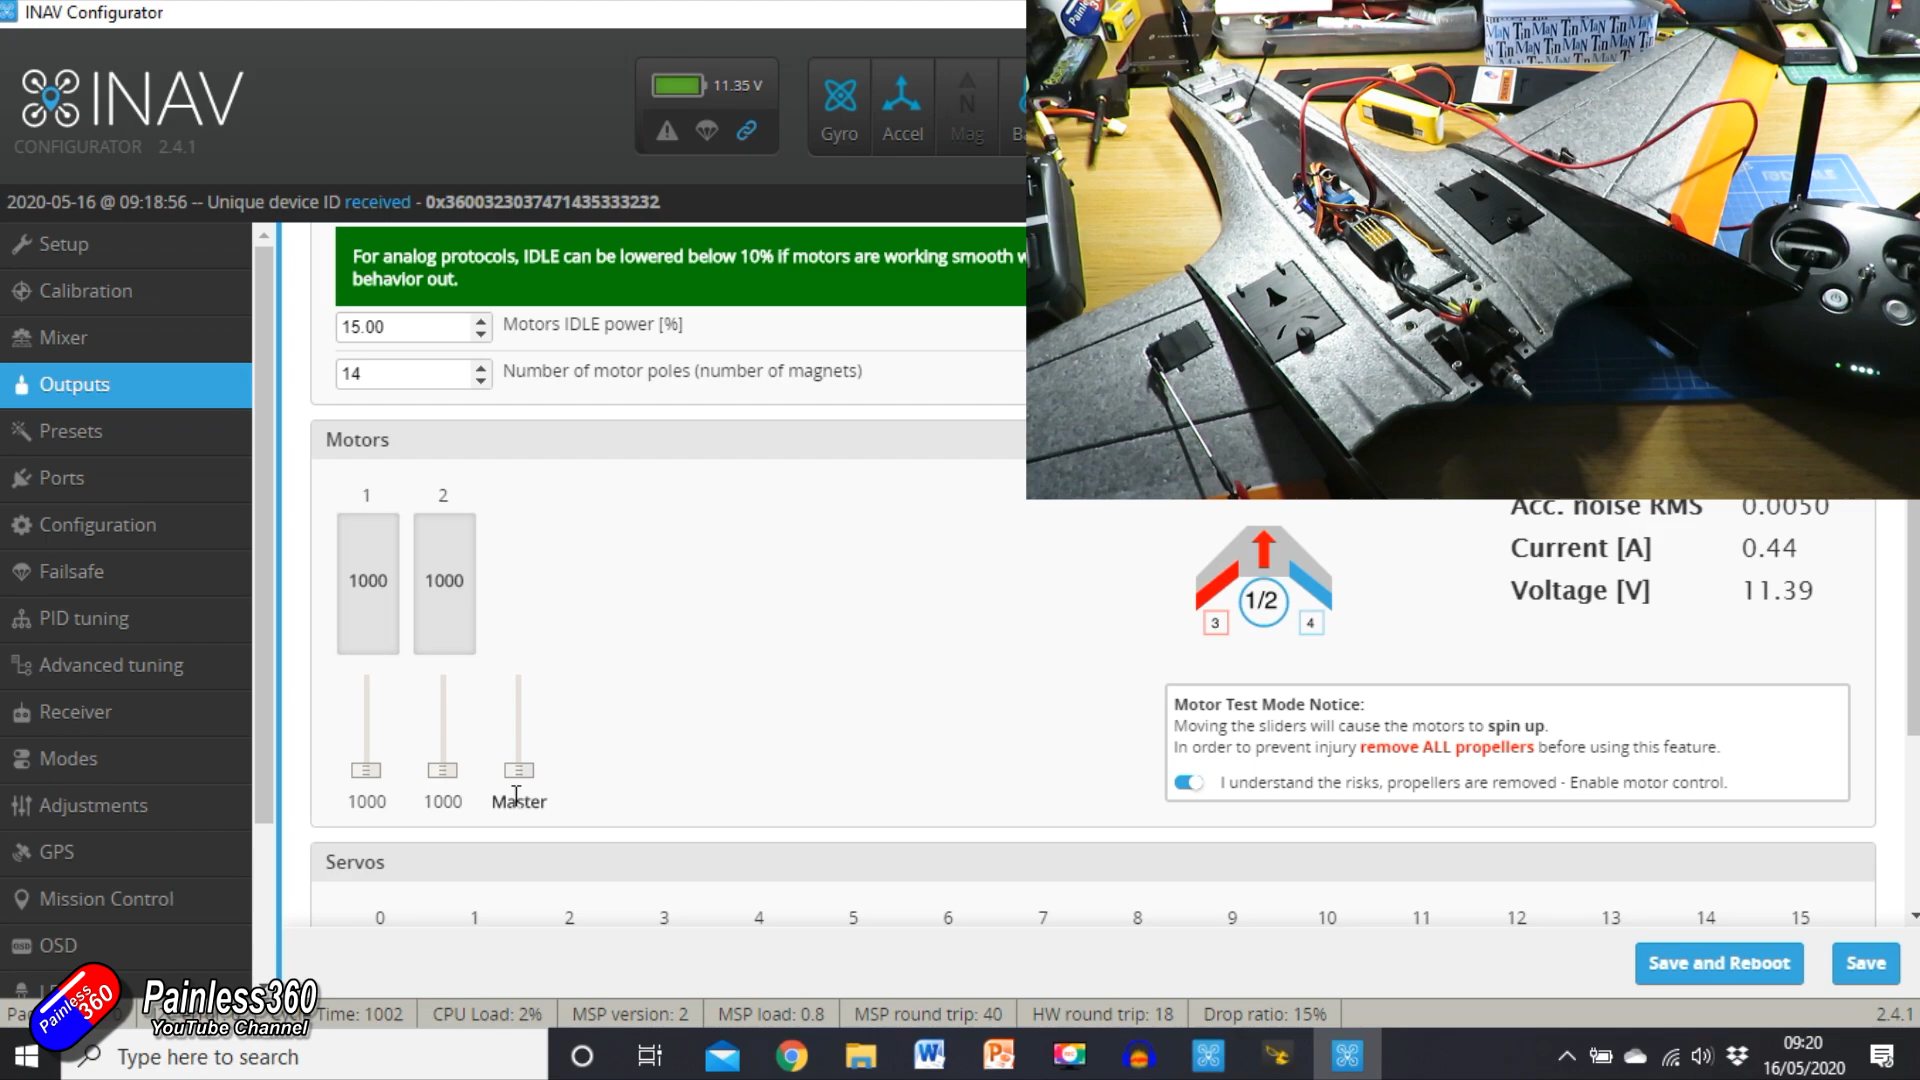 INAV Configurator
INAV
CONFIGURATOR 2.4.1
11.35 V
Gyro
Accel
Mag
2020-05-16 @ 09:18:56 -- Unique device ID received - 0x3600323037471435333232
Setup
Calibration
Mixer
Outputs
Presets
Ports
Configuration
Failsafe
PID tuning
Advanced tuning
Receiver
Modes
Adjustments
GPS
Mission Control
OSD
For analog protocols, IDLE can be lowered below 10% if motors are working smooth
behavior out.
15.00 Motors IDLE power [%]
14 Number of motor poles (number of magnets)
Motors
1 2
1000 1000
1000 1000 Master
Acc. noise RMS 0.0050
Current [A] 0.44
Voltage [V] 11.39
1/2
3 4
Motor Test Mode Notice:
Moving the sliders will cause the motors to spin up.
In order to prevent injury remove ALL propellers before using this feature.
I understand the risks, propellers are removed - Enable motor control.
Servos
0 1 2 3 4 5 6 7 8 9 10 11 12 13 14 15
Save and Reboot
Save
Painless360
Painless360
YouTube Channel
Time: 1002 CPU Load: 2% MSP version: 2 MSP load: 0.8 MSP round trip: 40 HW round trip: 18 Drop ratio: 15% 2.4.1
Type here to search
09:20
16/05/2020